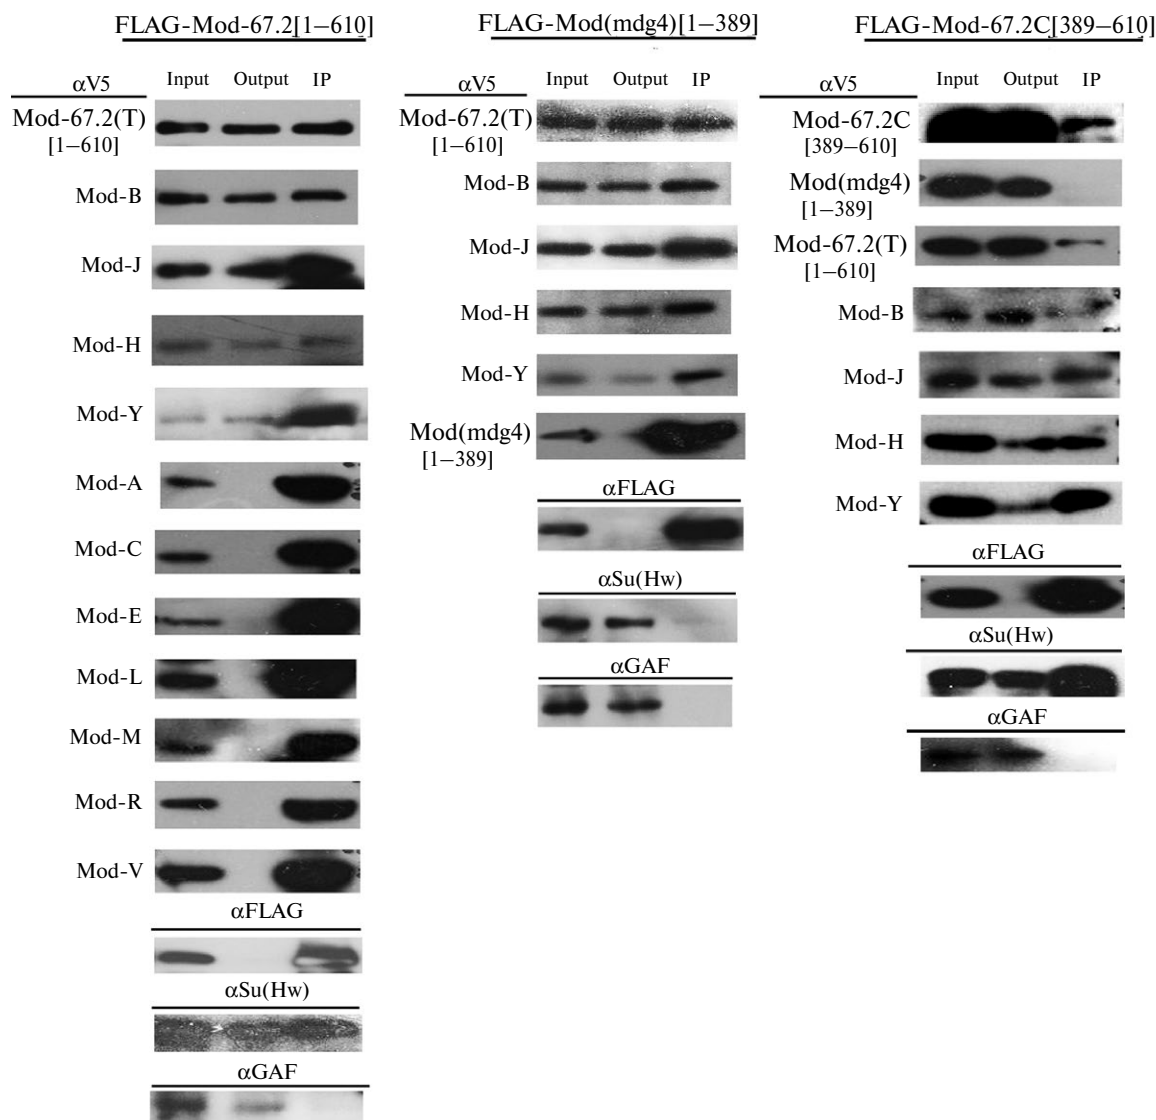 FLAG-Mod-67.2[1–610]
αV5 Input Output IP
Mod-67.2(T)
[1–610]
Mod-B
Mod-J
Mod-H
Mod-Y
Mod-A
Mod-C
Mod-E
Mod-L
Mod-M
Mod-R
Mod-V
αFLAG
αSu(Hw)
αGAF
FLAG-Mod(mdg4)[1–389]
αV5 Input Output IP
Mod-67.2(T)
[1–610]
Mod-B
Mod-J
Mod-H
Mod-Y
Mod(mdg4)
[1–389]
αFLAG
αSu(Hw)
αGAF
FLAG-Mod-67.2C[389–610]
αV5 Input Output IP
Mod-67.2C
[389–610]
Mod(mdg4)
[1–389]
Mod-67.2(T)
[1–610]
Mod-B
Mod-J
Mod-H
Mod-Y
αFLAG
αSu(Hw)
αGAF